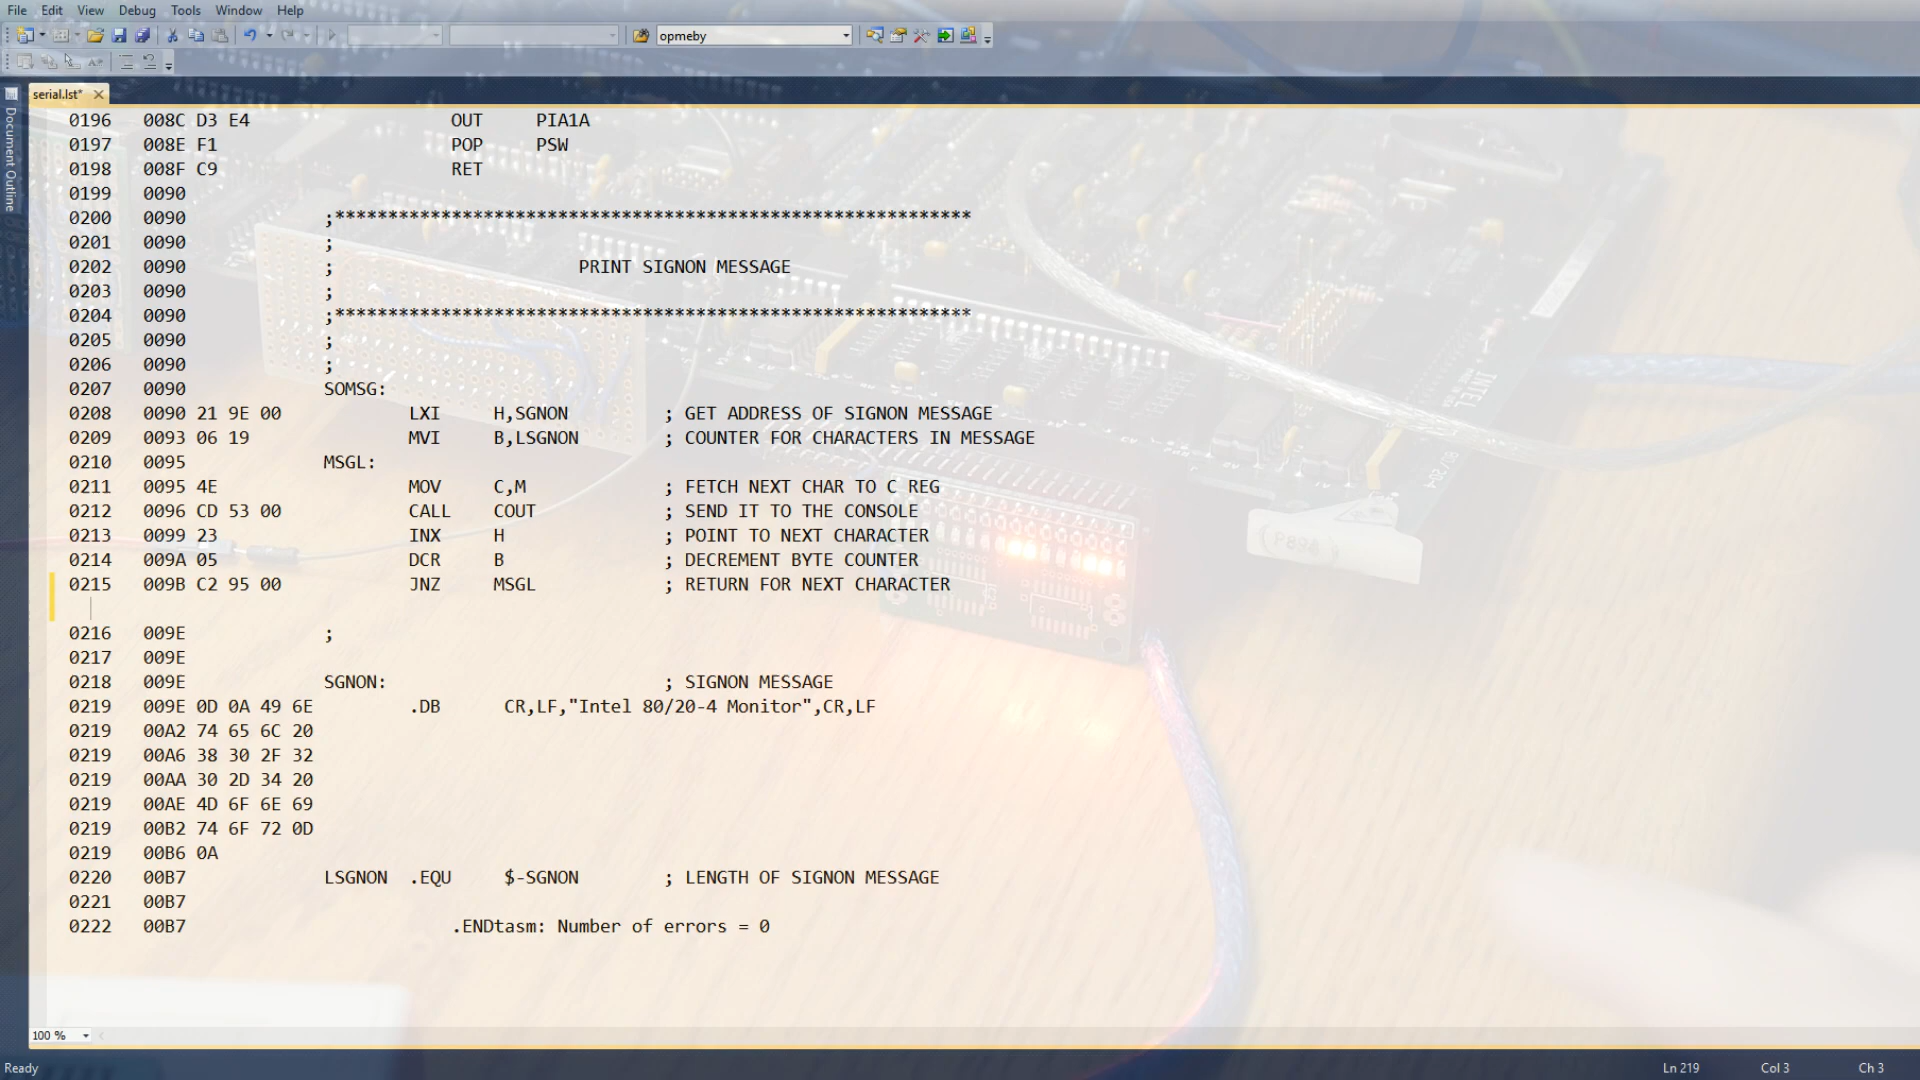 File Edit View Debug Tools Window Help
opmeby
serial.lst*
Document Outline
0196 008C D3 E4 OUT PIA1A
0197 008E F1 POP PSW
0198 008F C9 RET
0199 0090
0200 0090 ;************************************************************
0201 0090 ;
0202 0090 ; PRINT SIGNON MESSAGE
0203 0090 ;
0204 0090 ;************************************************************
0205 0090 ;
0206 0090 ;
0207 0090 SOMSG:
0208 0090 21 9E 00 LXI H,SGNON ; GET ADDRESS OF SIGNON MESSAGE
0209 0093 06 19 MVI B,LSGNON ; COUNTER FOR CHARACTERS IN MESSAGE
0210 0095 MSGL:
0211 0095 4E MOV C,M ; FETCH NEXT CHAR TO C REG
0212 0096 CD 53 00 CALL COUT ; SEND IT TO THE CONSOLE
0213 0099 23 INX H ; POINT TO NEXT CHARACTER
0214 009A 05 DCR B ; DECREMENT BYTE COUNTER
0215 009B C2 95 00 JNZ MSGL ; RETURN FOR NEXT CHARACTER
0216 009E ;
0217 009E
0218 009E SGNON: ; SIGNON MESSAGE
0219 009E 0D 0A 49 6E .DB CR,LF,"Intel 80/20-4 Monitor",CR,LF
0219 00A2 74 65 6C 20
0219 00A6 38 30 2F 32
0219 00AA 30 2D 34 20
0219 00AE 4D 6F 6E 69
0219 00B2 74 6F 72 0D
0219 00B6 0A
0220 00B7 LSGNON .EQU $-SGNON ; LENGTH OF SIGNON MESSAGE
0221 00B7
0222 00B7 .ENDtasm: Number of errors = 0
INTEL
80/20-4
100 %
Ready Ln 219 Col 3 Ch 3